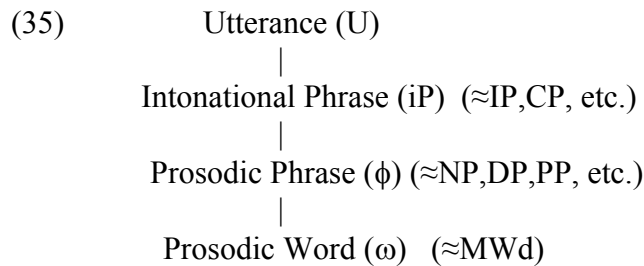 (35) Utterance (U)
|
Intonational Phrase (iP) (≈IP,CP, etc.)
|
Prosodic Phrase (ϕ) (≈NP,DP,PP, etc.)
|
Prosodic Word (ω) (≈MWd)